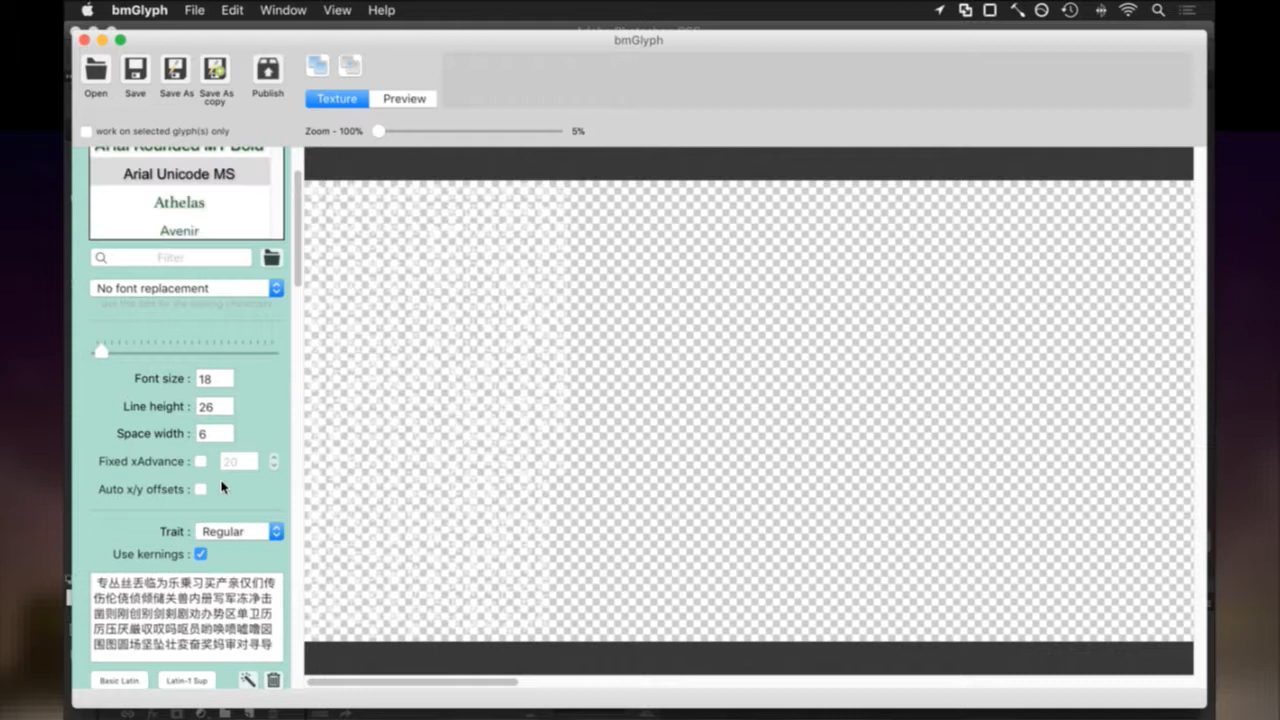 bmGlyph File Edit Window View Help
bmGlyph
Open Save Save As Save As copy Publish
Texture Preview
work on selected glyph(s) only
Zoom - 100% 5%
Arial Rounded MT Bold
Arial Unicode MS
Athelas
Avenir
Filter
No font replacement
Font size : 18
Line height : 26
Space width : 6
Fixed xAdvance : 20
Auto x/y offsets :
Trait : Regular
Use kernings :
专丛丝丢临为乐乘习买产亲仅们传
伤伦侥侦倾储关兽内册写军冻净击
凿则刚创别剑剩剧劝办势区单卫历
厉压厌厳収叹吗呕员哟唤喷嘘噜図
围图圆场坚坠壮变奋奖妈审对寻导
Basic Latin Latin-1 Sup